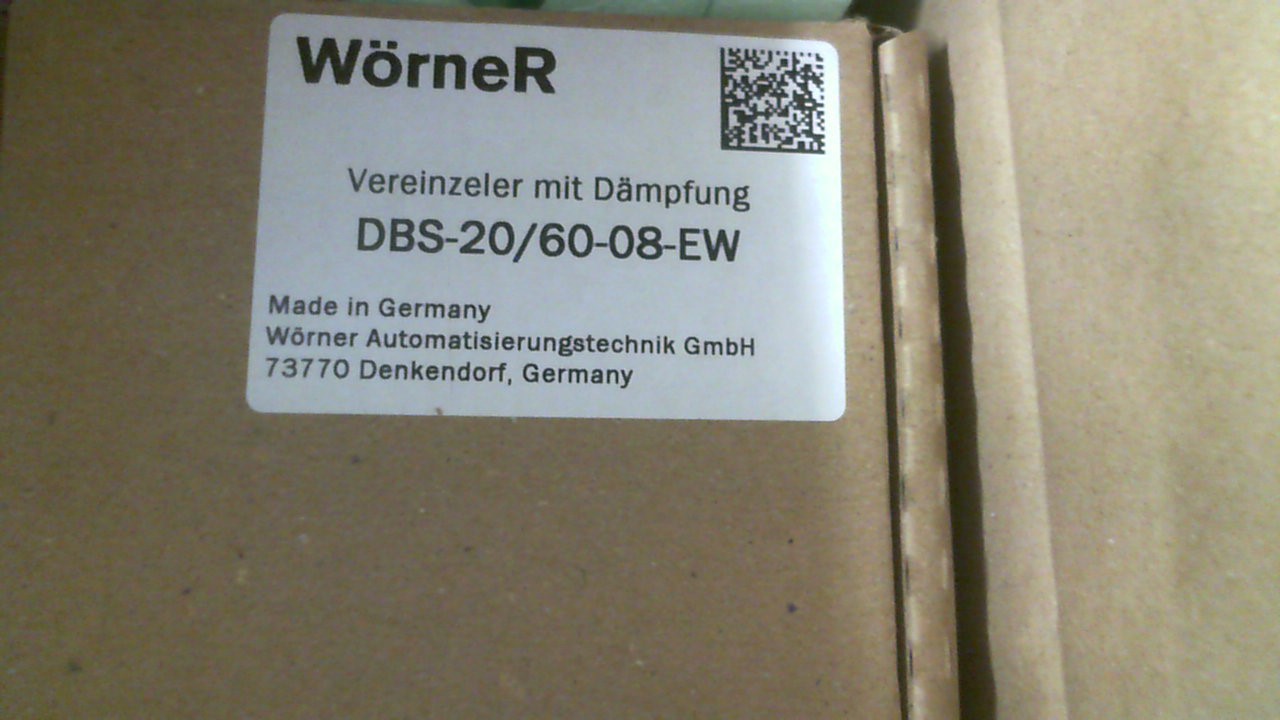 WörneR
Vereinzeler mit Dämpfung
DBS-20/60-08-EW
Made in Germany
Wörner Automatisierungstechnik GmbH
73770 Denkendorf, Germany